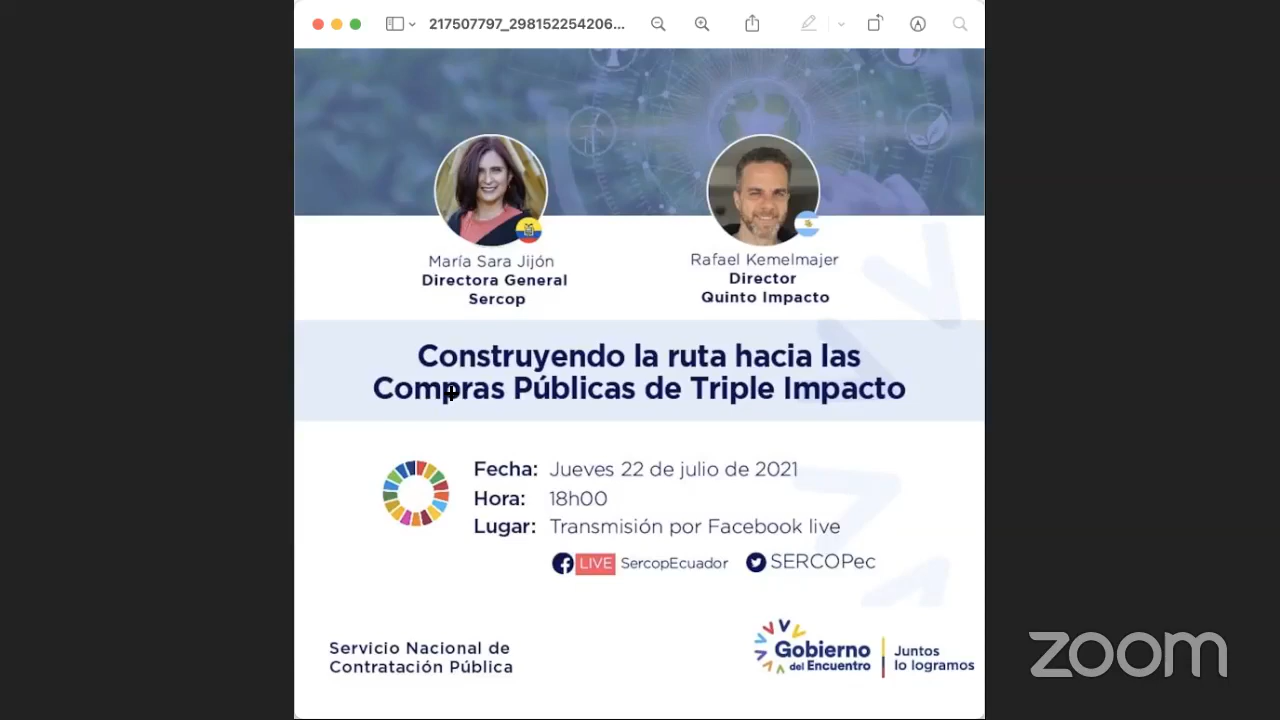 217507797_298152254206...
María Sara Jijón
Directora General
Sercop
Rafael Kemelmajer
Director
Quinto Impacto
Construyendo la ruta hacia las
Compras Públicas de Triple Impacto
Fecha: Jueves 22 de julio de 2021
Hora: 18h00
Lugar: Transmisión por Facebook live
LIVE SercopEcuador SERCOPec
Servicio Nacional de
Contratación Pública
Gobierno
del Encuentro
Juntos
lo logramos
zoom